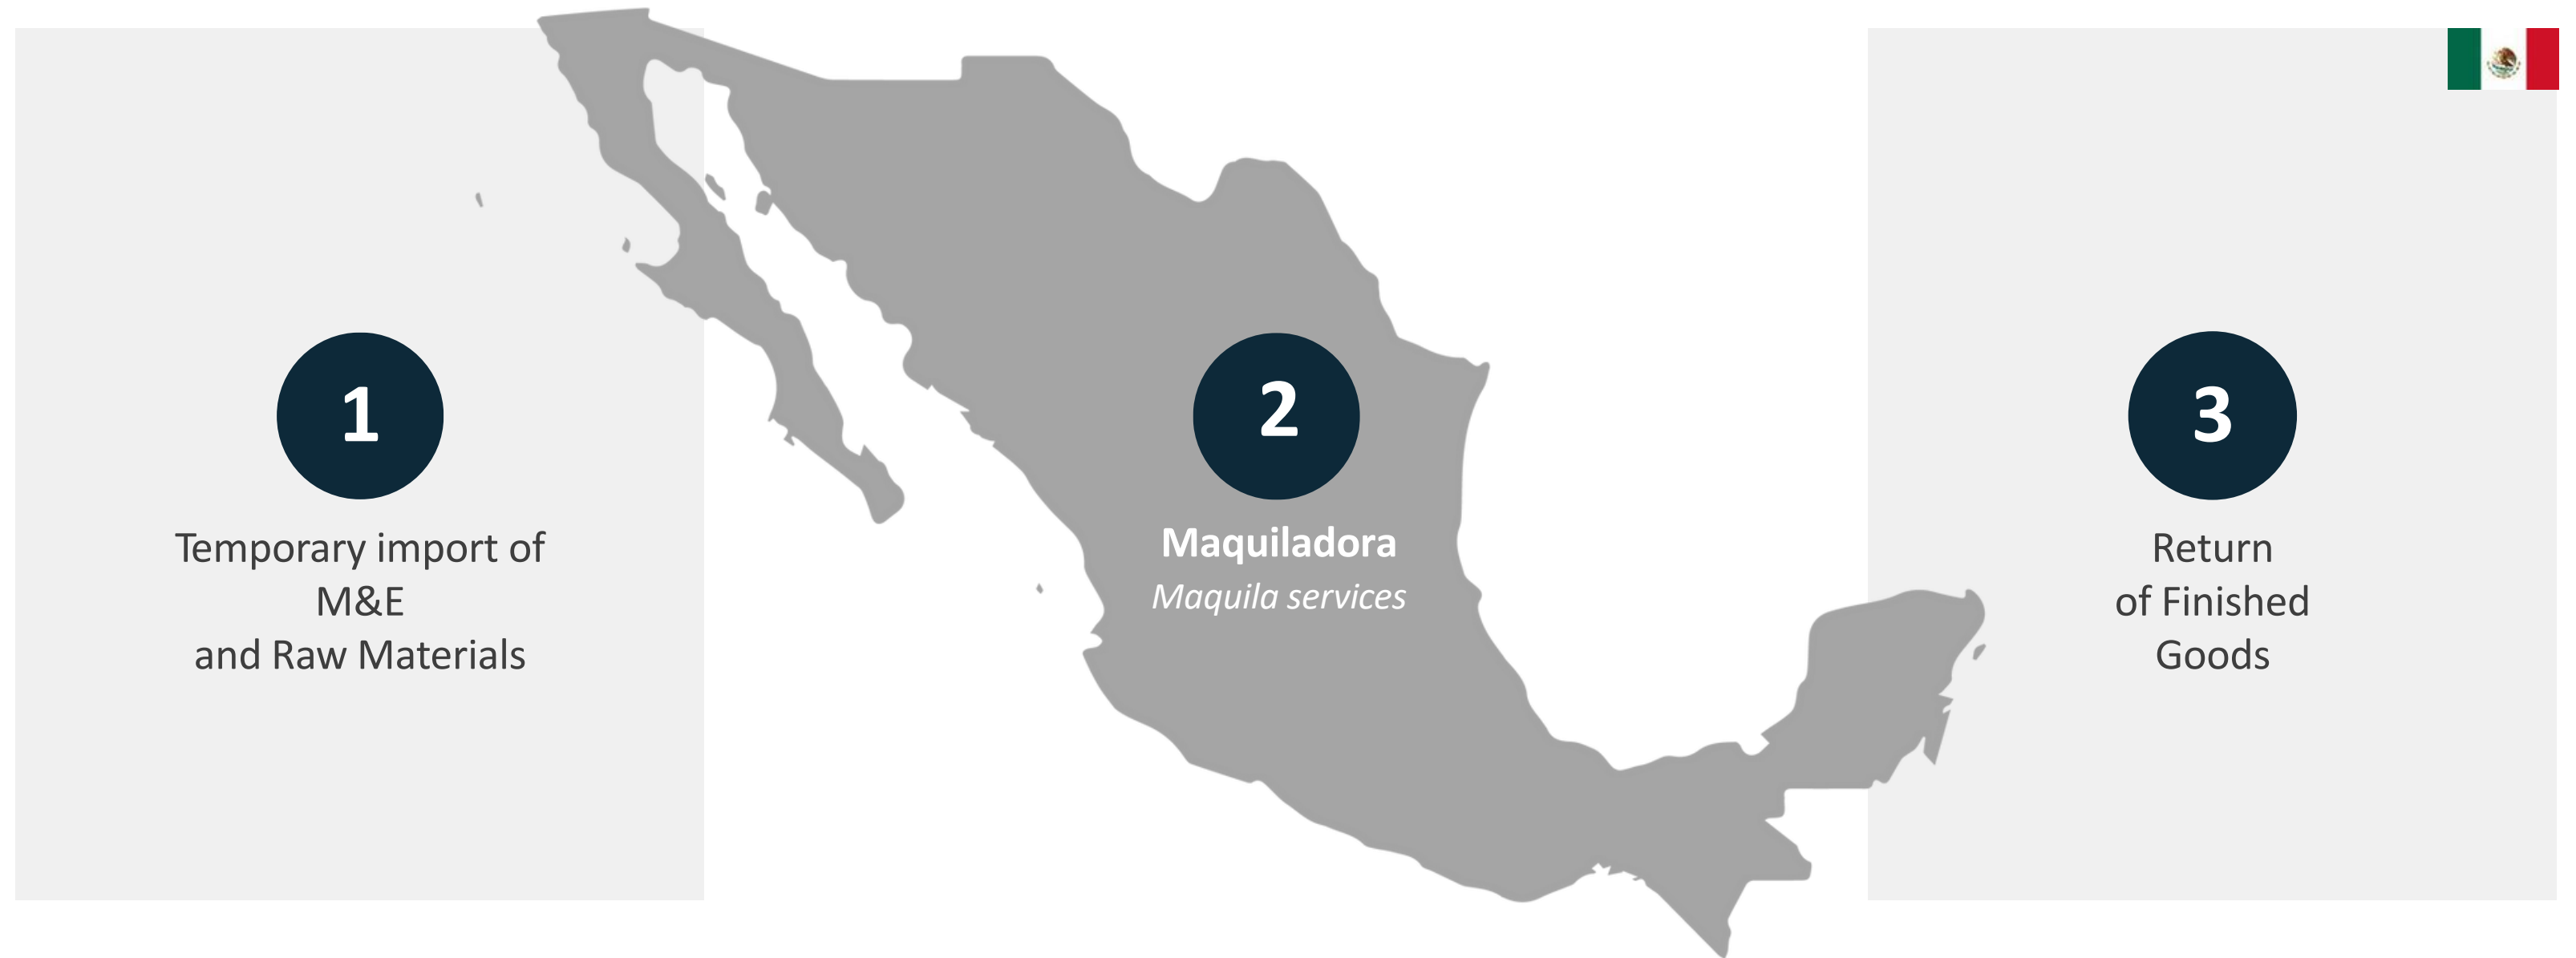 1
Temporary import of
M&E
and Raw Materials
2
Maquiladora
Maquila services
3
Return
of Finished
Goods